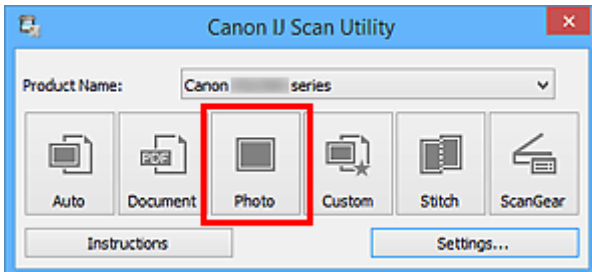 Canon IJ Scan Utility
Product Name: Canon series
PDF
Auto Document Photo Custom Stitch ScanGear
Instructions Settings...